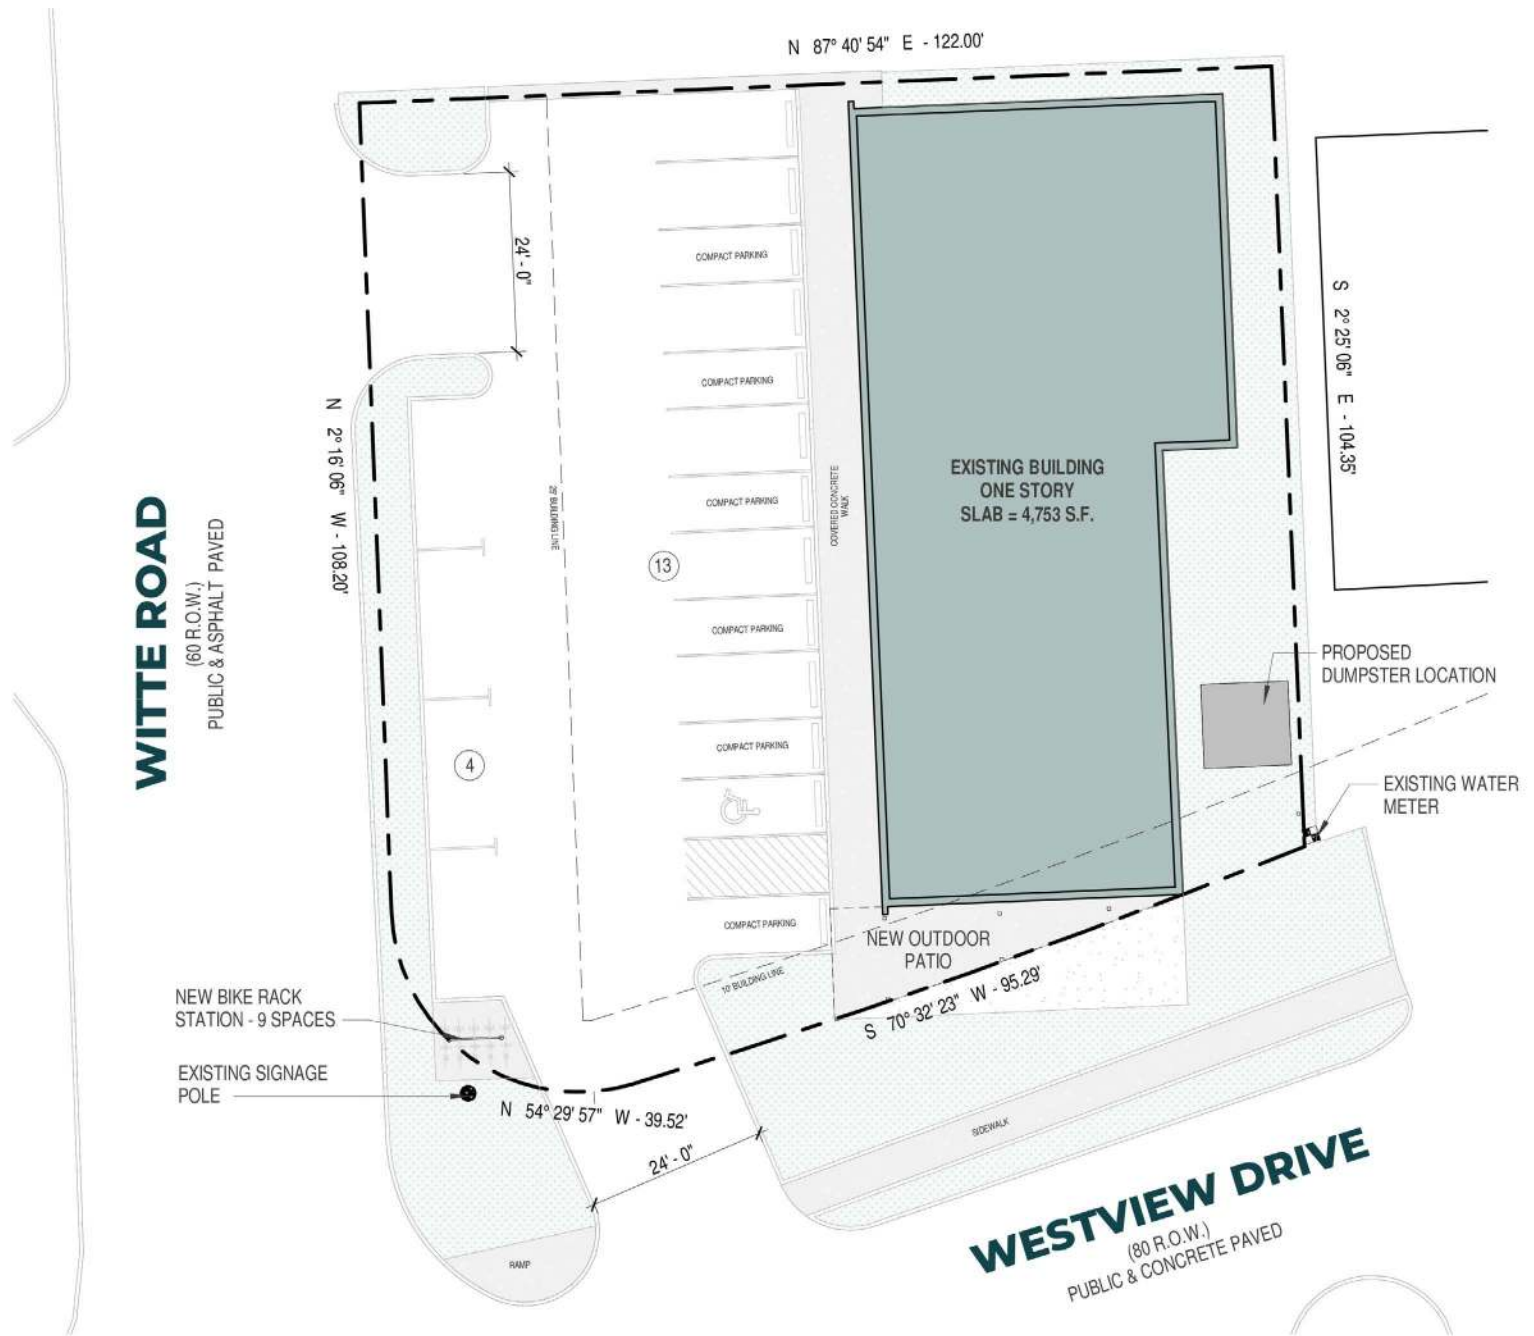 N 87° 40' 54" E - 122.00'
24' - 0"
COMPACT PARKING
S 2° 25' 06" E - 104.35'
COMPACT PARKING
N 2° 16' 06" W - 108.20'
EXISTING BUILDING
ONE STORY
SLAB = 4,753 S.F.
COVERED CONCRETE
WALK
COMPACT PARKING
25' BUILDING LINE
WITTE ROAD
(60 R.O.W.)
PUBLIC & ASPHALT PAVED
13
COMPACT PARKING
PROPOSED
DUMPSTER LOCATION
COMPACT PARKING
4
EXISTING WATER
METER
COMPACT PARKING
NEW OUTDOOR
PATIO
10' BUILDING LINE
S 70° 32' 23" W - 95.29'
NEW BIKE RACK
STATION - 9 SPACES
EXISTING SIGNAGE
POLE
N 54° 29' 57" W - 39.52'
24' - 0"
SIDEWALK
WESTVIEW DRIVE
(80 R.O.W.)
PUBLIC & CONCRETE PAVED
RAMP